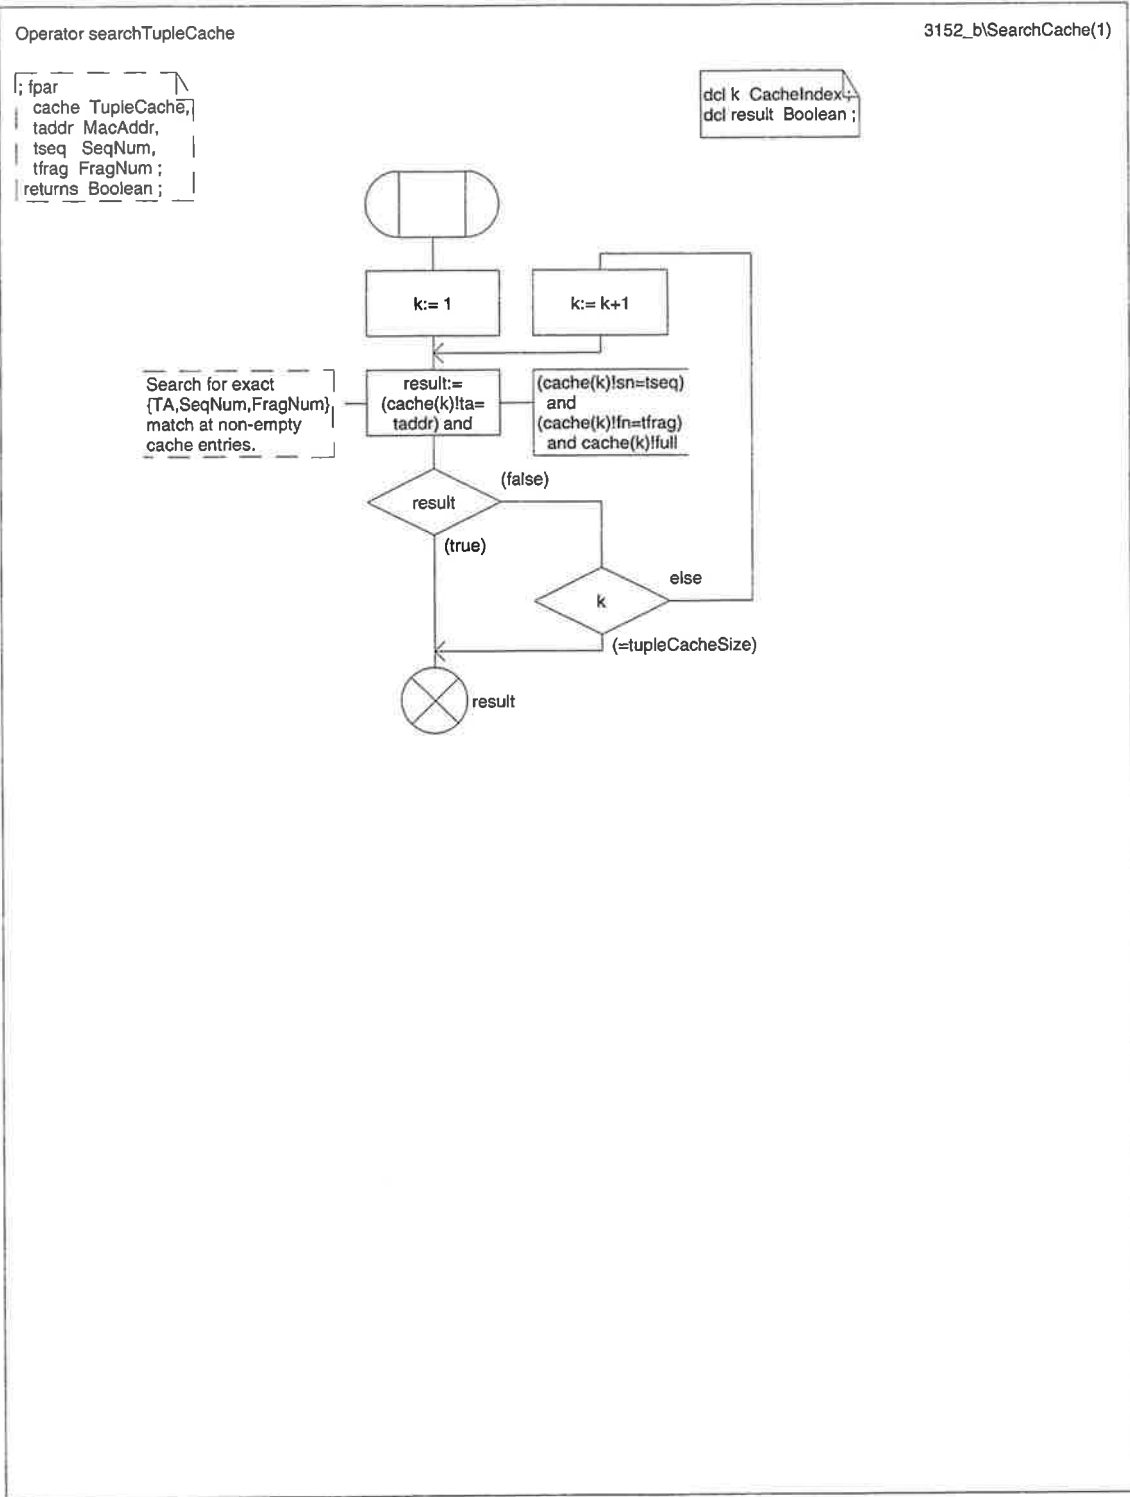 Operator searchTupleCache
3152_b\SearchCache(1)
; fpar
cache TupleCache,
taddr MacAddr,
tseq SeqNum,
tfrag FragNum ;
returns Boolean ;
dcl k CacheIndex ;
dcl result Boolean ;
k:= 1
k:= k+1
Search for exact
{TA,SeqNum,FragNum}
match at non-empty
cache entries.
result:=
(cache(k)!ta=
taddr) and
(cache(k)!sn=tseq)
and
(cache(k)!fn=tfrag)
and cache(k)!full
result
(false)
(true)
k
else
(=tupleCacheSize)
result